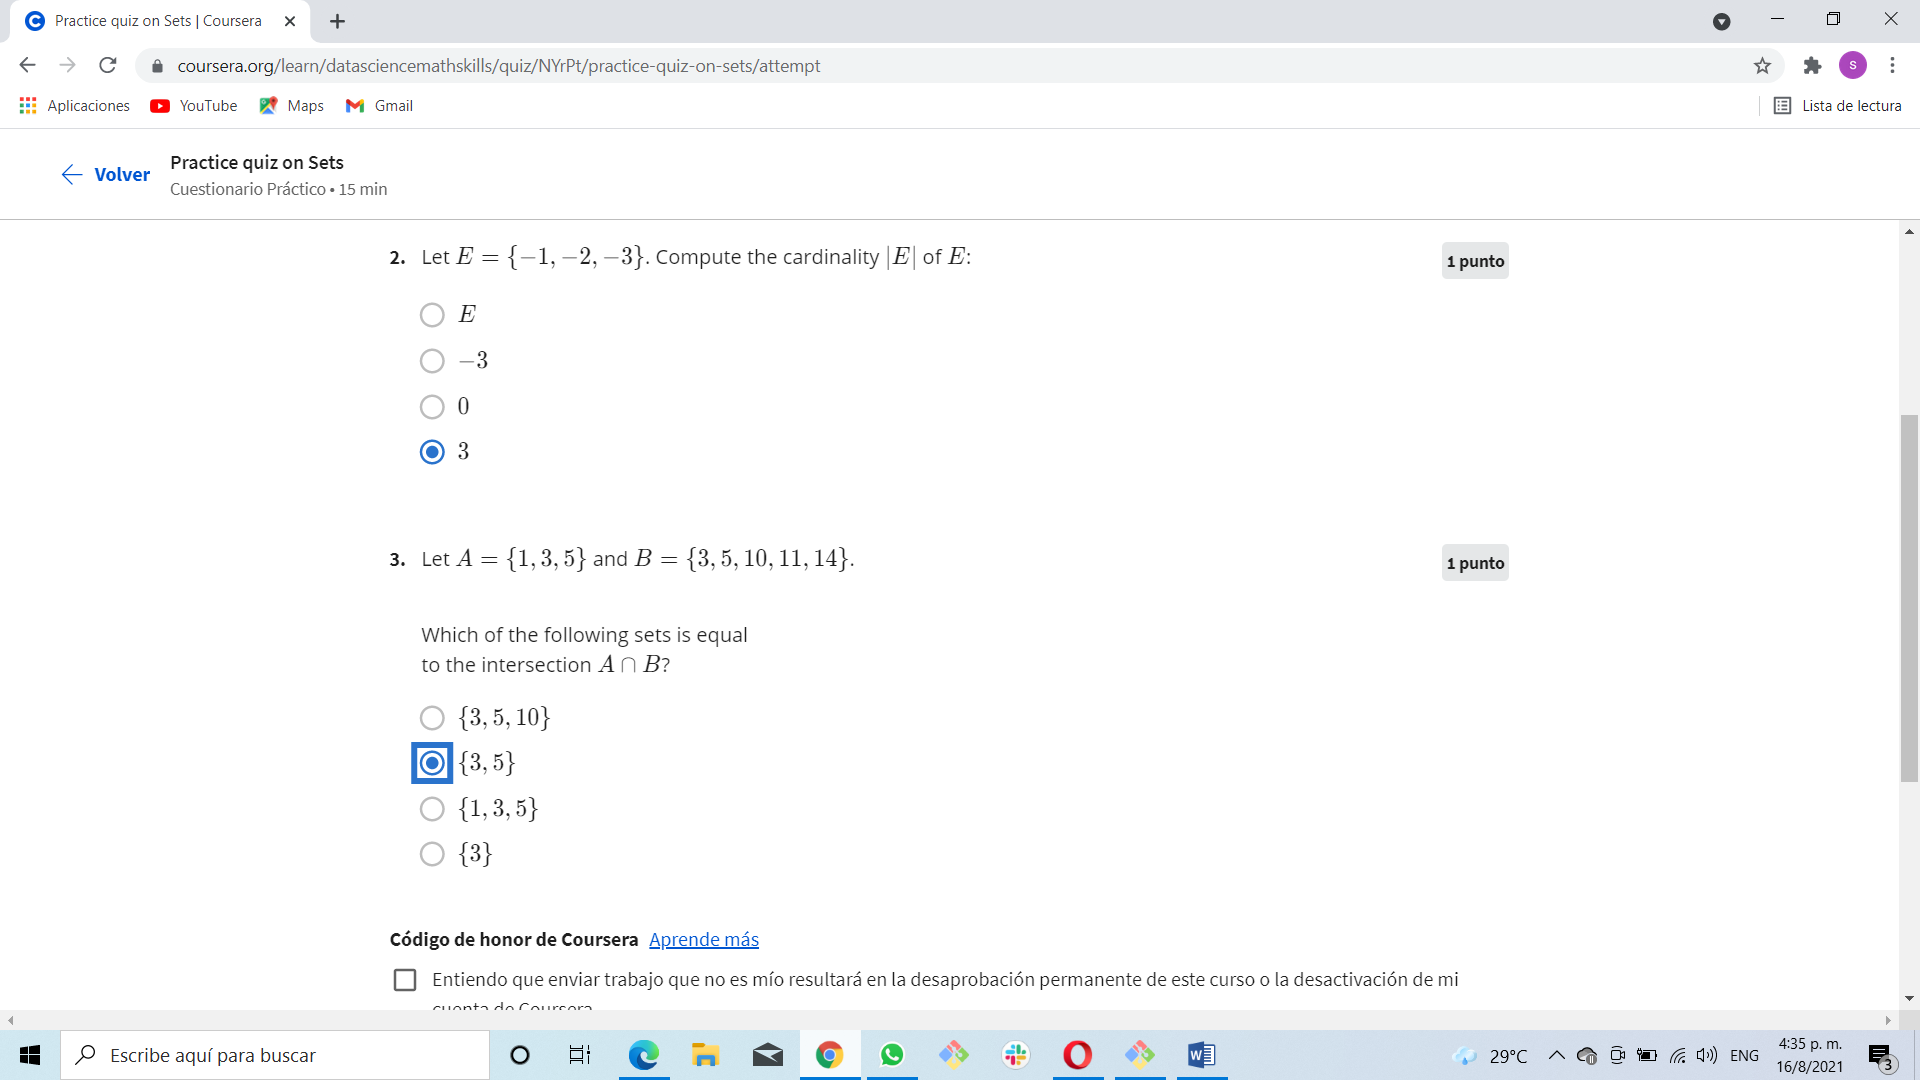 Practice quiz on Sets | Coursera
coursera.org/learn/datasciencemathskills/quiz/NYrPt/practice-quiz-on-sets/attempt
S
Aplicaciones YouTube Maps Gmail Lista de lectura
Volver
Practice quiz on Sets
Cuestionario Práctico • 15 min
2. Let E = {−1, −2, −3}. Compute the cardinality |E| of E:
1 punto
E
−3
0
3
3. Let A = {1, 3, 5} and B = {3, 5, 10, 11, 14}.
1 punto
Which of the following sets is equal
to the intersection A ∩ B?
{3, 5, 10}
{3, 5}
{1, 3, 5}
{3}
Código de honor de Coursera Aprende más
Entiendo que enviar trabajo que no es mío resultará en la desaprobación permanente de este curso o la desactivación de mi
cuenta de Coursera
Escribe aquí para buscar
29°C ENG
4:35 p. m.
16/8/2021
3